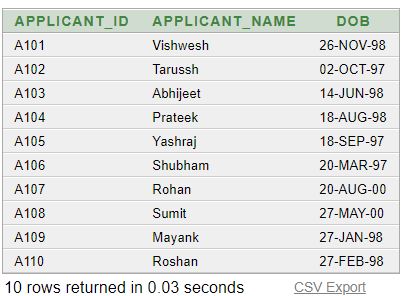 APPLICANT_ID APPLICANT_NAME DOB
A101 Vishwesh 26-NOV-98
A102 Tarussh 02-OCT-97
A103 Abhijeet 14-JUN-98
A104 Prateek 18-AUG-98
A105 Yashraj 18-SEP-97
A106 Shubham 20-MAR-97
A107 Rohan 20-AUG-00
A108 Sumit 27-MAY-00
A109 Mayank 27-JAN-98
A110 Roshan 27-FEB-98
10 rows returned in 0.03 seconds CSV Export